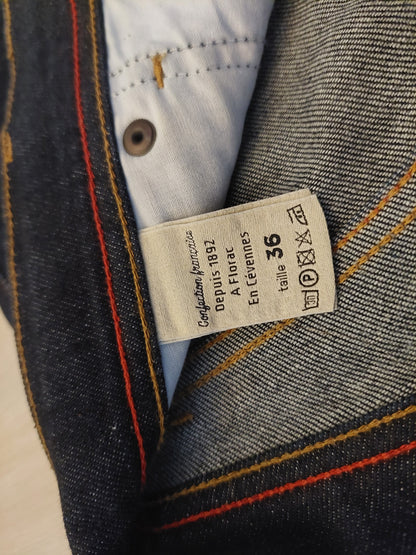 Confection française
Depuis 1892
A Florac
En Cévennes
taille 36
P